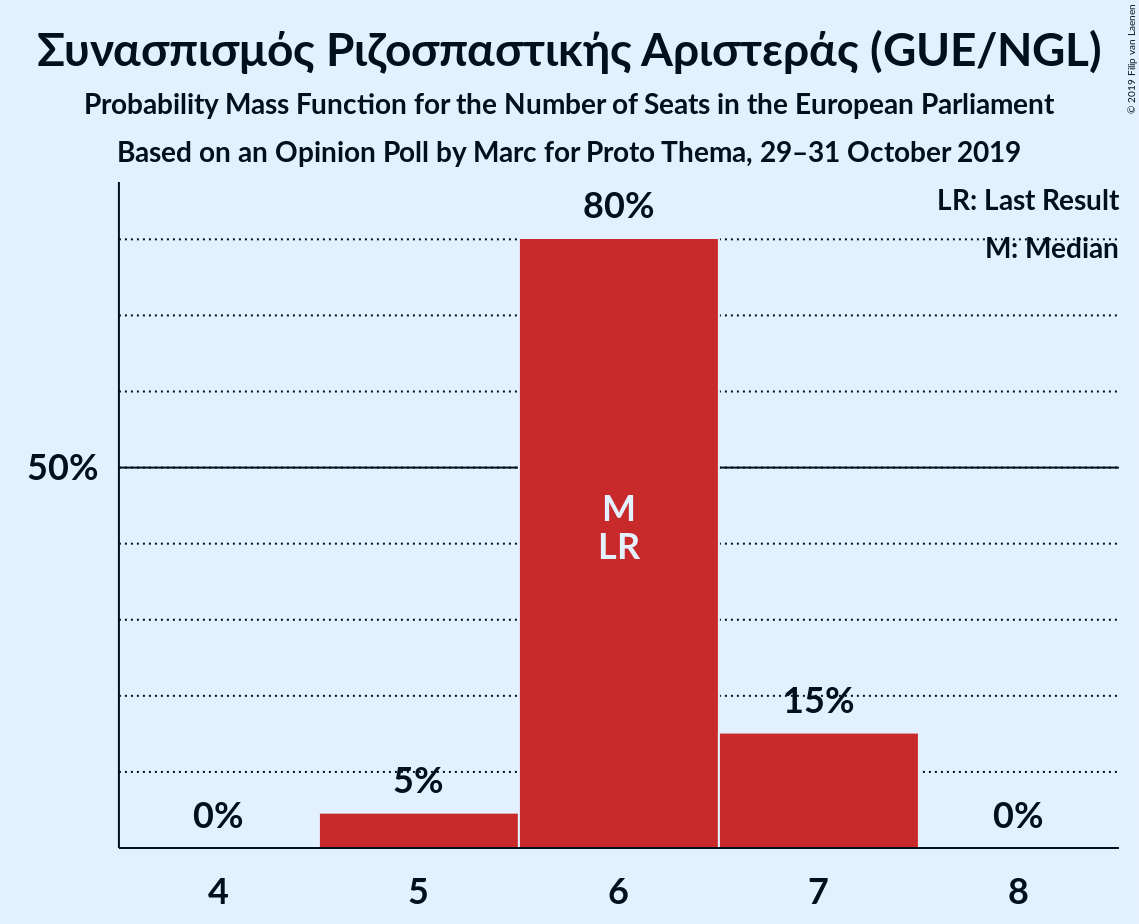 Συνασπισμός Ριζοσπαστικής Αριστεράς (GUE/NGL)
Probability Mass Function for the Number of Seats in the European Parliament
Based on an Opinion Poll by Marc for Proto Thema, 29–31 October 2019
© 2019 Filip van Laenen
LR: Last Result
M: Median
80%
50%
M
LR
15%
5%
0%
0%
4
5
6
7
8